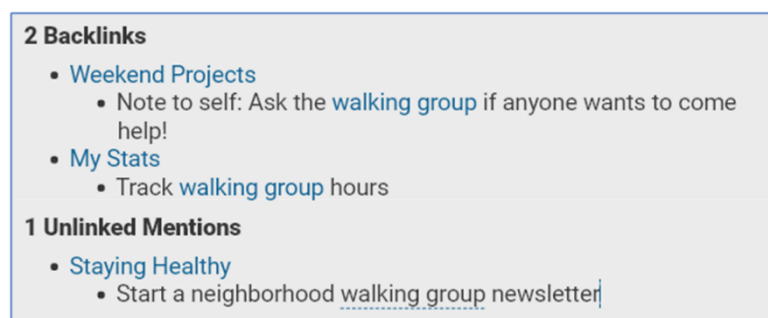 2 Backlinks
Weekend Projects
Note to self: Ask the walking group if anyone wants to come
help!
My Stats
Track walking group hours
1 Unlinked Mentions
Staying Healthy
Start a neighborhood walking group newsletter